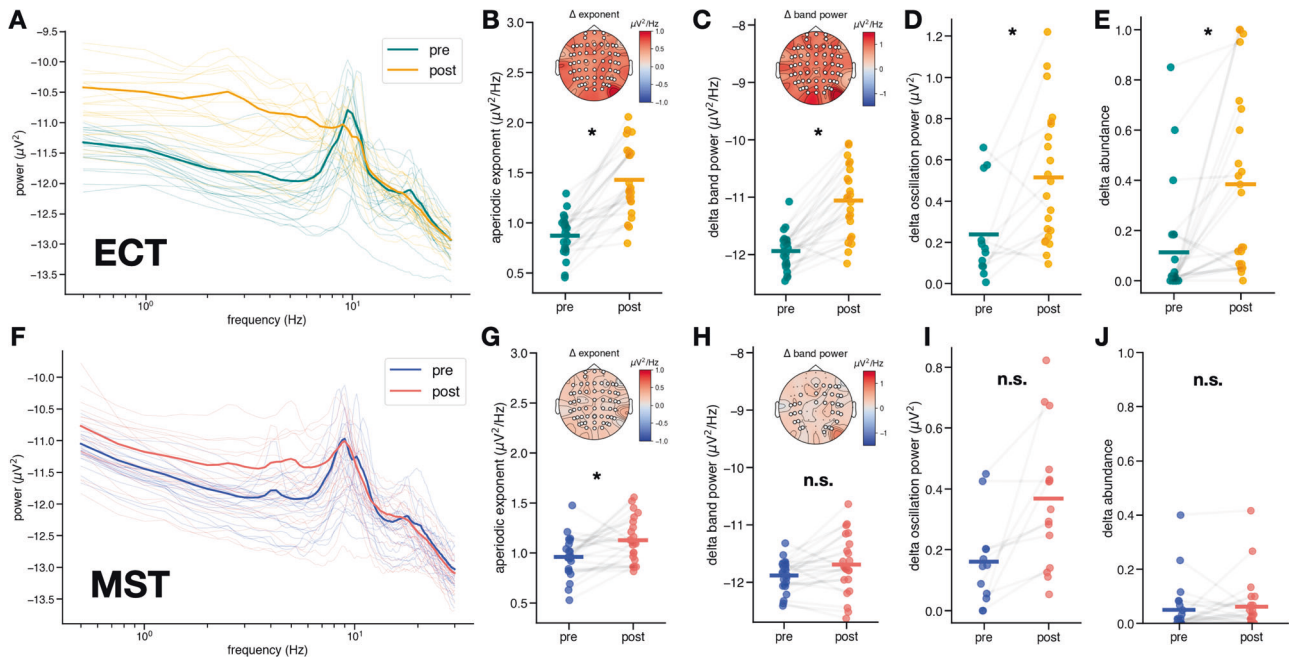 A
pre
post
ECT
power (µV²)
−9.5
−10.0
−10.5
−11.0
−11.5
−12.0
−12.5
−13.0
−13.5
10⁰
10¹
frequency (Hz)
B
Δ exponent
µV²/Hz
1.0
0.5
0.0
−0.5
−1.0
*
aperiodic exponent (µV²/Hz)
3.0
2.5
2.0
1.5
1.0
0.5
pre
post
C
Δ band power
µV²/Hz
1
0
−1
*
delta band power (µV²/Hz)
−8
−9
−10
−11
−12
pre
post
D
*
delta oscillation power (µV²)
1.2
1.0
0.8
0.6
0.4
0.2
0.0
pre
post
E
*
delta abundance
1.0
0.8
0.6
0.4
0.2
0.0
pre
post
F
pre
post
MST
power (µV²)
−10.0
−10.5
−11.0
−11.5
−12.0
−12.5
−13.0
−13.5
10⁰
10¹
frequency (Hz)
G
Δ exponent
µV²/Hz
1.0
0.5
0.0
−0.5
−1.0
*
aperiodic exponent (µV²/Hz)
3.0
2.5
2.0
1.5
1.0
0.5
pre
post
H
Δ band power
µV²/Hz
1
0
−1
n.s.
delta band power (µV²/Hz)
−8
−9
−10
−11
−12
pre
post
I
n.s.
delta oscillation power (µV²)
0.8
0.6
0.4
0.2
0.0
pre
post
J
n.s.
delta abundance
1.0
0.8
0.6
0.4
0.2
0.0
pre
post